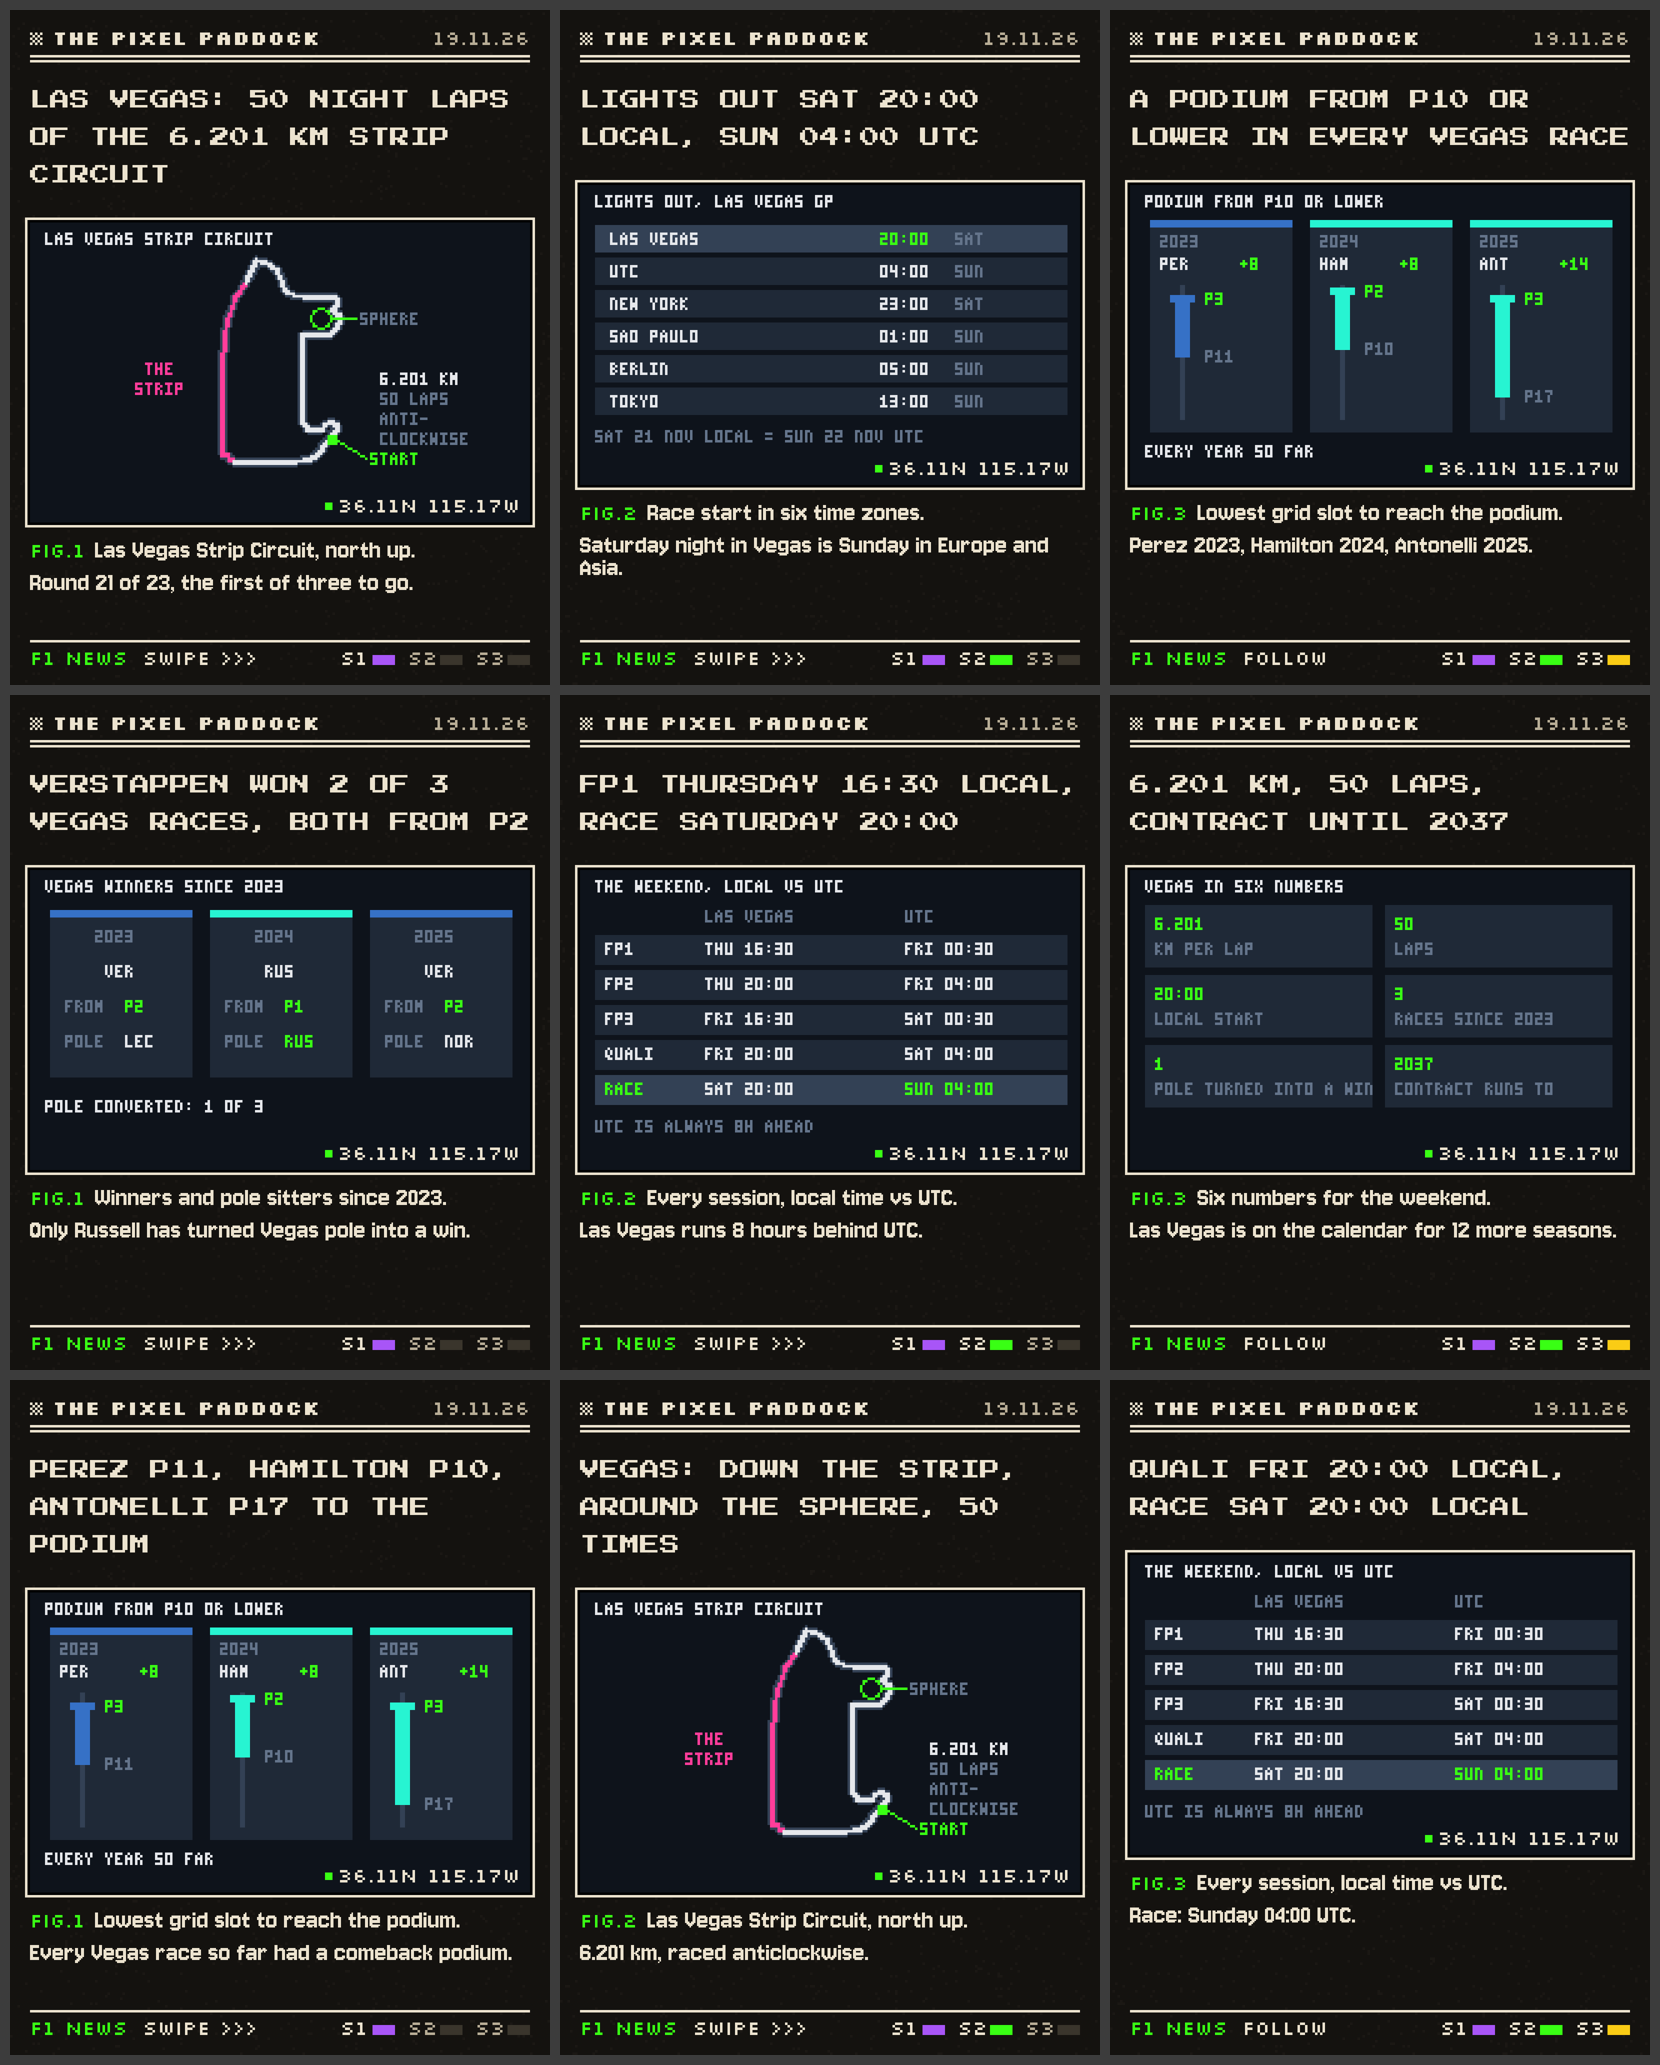 THE PIXEL PADDOCK 19.11.26
LAS VEGAS: 50 NIGHT LAPS
OF THE 6.201 KM STRIP
CIRCUIT
LAS VEGAS STRIP CIRCUIT
SPHERE
THE
STRIP
6.201 KM
50 LAPS
ANTI-
CLOCKWISE
START
36.11N 115.17W
FIG.1 Las Vegas Strip Circuit, north up.
Round 21 of 23, the first of three to go.
F1 NEWS SWIPE >>> S1 S2 S3
THE PIXEL PADDOCK 19.11.26
LIGHTS OUT SAT 20:00
LOCAL, SUN 04:00 UTC
LIGHTS OUT, LAS VEGAS GP
LAS VEGAS 20:00 SAT
UTC 04:00 SUN
NEW YORK 23:00 SAT
SAO PAULO 01:00 SUN
BERLIN 05:00 SUN
TOKYO 13:00 SUN
SAT 21 NOV LOCAL = SUN 22 NOV UTC
36.11N 115.17W
FIG.2 Race start in six time zones.
Saturday night in Vegas is Sunday in Europe and
Asia.
F1 NEWS SWIPE >>> S1 S2 S3
THE PIXEL PADDOCK 19.11.26
A PODIUM FROM P10 OR
LOWER IN EVERY VEGAS RACE
PODIUM FROM P10 OR LOWER
2023 2024 2025
PER +8 HAM +8 ANT +14
P3 P2 P3
P11 P10 P17
EVERY YEAR SO FAR
36.11N 115.17W
FIG.3 Lowest grid slot to reach the podium.
Perez 2023, Hamilton 2024, Antonelli 2025.
F1 NEWS FOLLOW S1 S2 S3
THE PIXEL PADDOCK 19.11.26
VERSTAPPEN WON 2 OF 3
VEGAS RACES, BOTH FROM P2
VEGAS WINNERS SINCE 2023
2023 2024 2025
VER RUS VER
FROM P2 FROM P1 FROM P2
POLE LEC POLE RUS POLE NOR
POLE CONVERTED: 1 OF 3
36.11N 115.17W
FIG.1 Winners and pole sitters since 2023.
Only Russell has turned Vegas pole into a win.
F1 NEWS SWIPE >>> S1 S2 S3
THE PIXEL PADDOCK 19.11.26
FP1 THURSDAY 16:30 LOCAL,
RACE SATURDAY 20:00
THE WEEKEND, LOCAL VS UTC
LAS VEGAS UTC
FP1 THU 16:30 FRI 00:30
FP2 THU 20:00 FRI 04:00
FP3 FRI 16:30 SAT 00:30
QUALI FRI 20:00 SAT 04:00
RACE SAT 20:00 SUN 04:00
UTC IS ALWAYS 8H AHEAD
36.11N 115.17W
FIG.2 Every session, local time vs UTC.
Las Vegas runs 8 hours behind UTC.
F1 NEWS SWIPE >>> S1 S2 S3
THE PIXEL PADDOCK 19.11.26
6.201 KM, 50 LAPS,
CONTRACT UNTIL 2037
VEGAS IN SIX NUMBERS
6.201 50
KM PER LAP LAPS
20:00 3
LOCAL START RACES SINCE 2023
1 2037
POLE TURNED INTO A WIN CONTRACT RUNS TO
36.11N 115.17W
FIG.3 Six numbers for the weekend.
Las Vegas is on the calendar for 12 more seasons.
F1 NEWS FOLLOW S1 S2 S3
THE PIXEL PADDOCK 19.11.26
PEREZ P11, HAMILTON P10,
ANTONELLI P17 TO THE
PODIUM
PODIUM FROM P10 OR LOWER
2023 2024 2025
PER +8 HAM +8 ANT +14
P3 P2 P3
P11 P10 P17
EVERY YEAR SO FAR
36.11N 115.17W
FIG.1 Lowest grid slot to reach the podium.
Every Vegas race so far had a comeback podium.
F1 NEWS SWIPE >>> S1 S2 S3
THE PIXEL PADDOCK 19.11.26
VEGAS: DOWN THE STRIP,
AROUND THE SPHERE, 50
TIMES
LAS VEGAS STRIP CIRCUIT
SPHERE
THE
STRIP
6.201 KM
50 LAPS
ANTI-
CLOCKWISE
START
36.11N 115.17W
FIG.2 Las Vegas Strip Circuit, north up.
6.201 km, raced anticlockwise.
F1 NEWS SWIPE >>> S1 S2 S3
THE PIXEL PADDOCK 19.11.26
QUALI FRI 20:00 LOCAL,
RACE SAT 20:00 LOCAL
THE WEEKEND, LOCAL VS UTC
LAS VEGAS UTC
FP1 THU 16:30 FRI 00:30
FP2 THU 20:00 FRI 04:00
FP3 FRI 16:30 SAT 00:30
QUALI FRI 20:00 SAT 04:00
RACE SAT 20:00 SUN 04:00
UTC IS ALWAYS 8H AHEAD
36.11N 115.17W
FIG.3 Every session, local time vs UTC.
Race: Sunday 04:00 UTC.
F1 NEWS FOLLOW S1 S2 S3